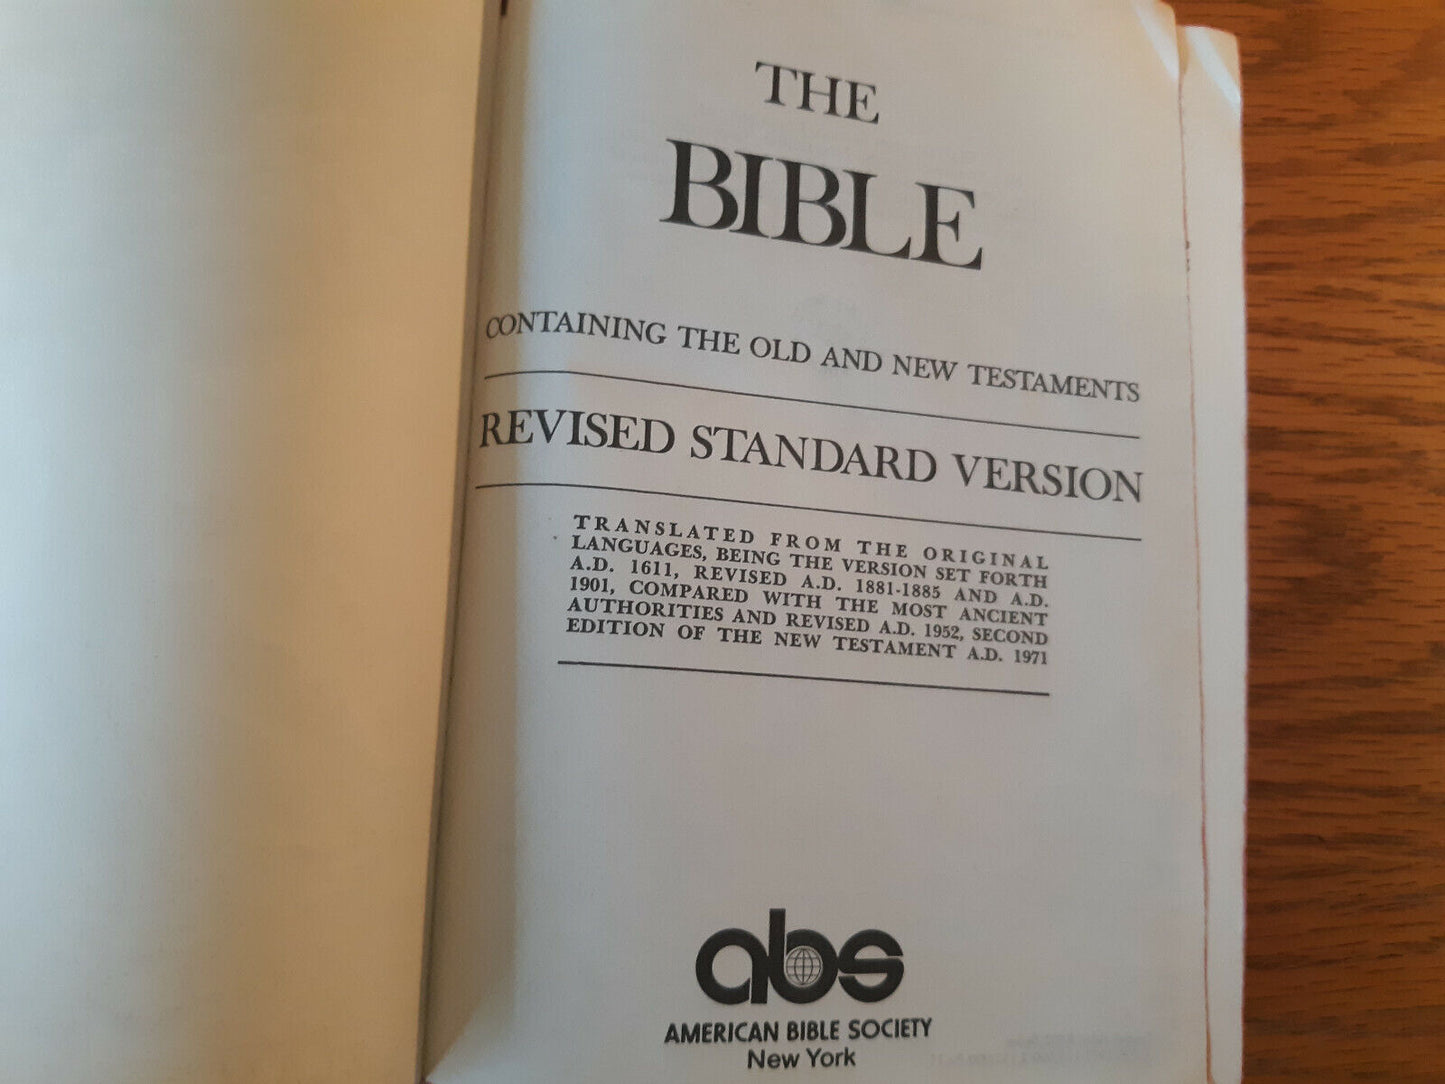 THE
BIBLE
CONTAINING THE OLD AND NEW TESTAMENTS
REVISED STANDARD VERSION
TRANSLATED FROM THE ORIGINAL
LANGUAGES, BEING THE VERSION SET FORTH
A.D. 1611, REVISED A.D. 1881-1885 AND A.D.
1901, COMPARED WITH THE MOST ANCIENT
AUTHORITIES AND REVISED A.D. 1952, SECOND
EDITION OF THE NEW TESTAMENT A.D. 1971
abs
AMERICAN BIBLE SOCIETY
New York